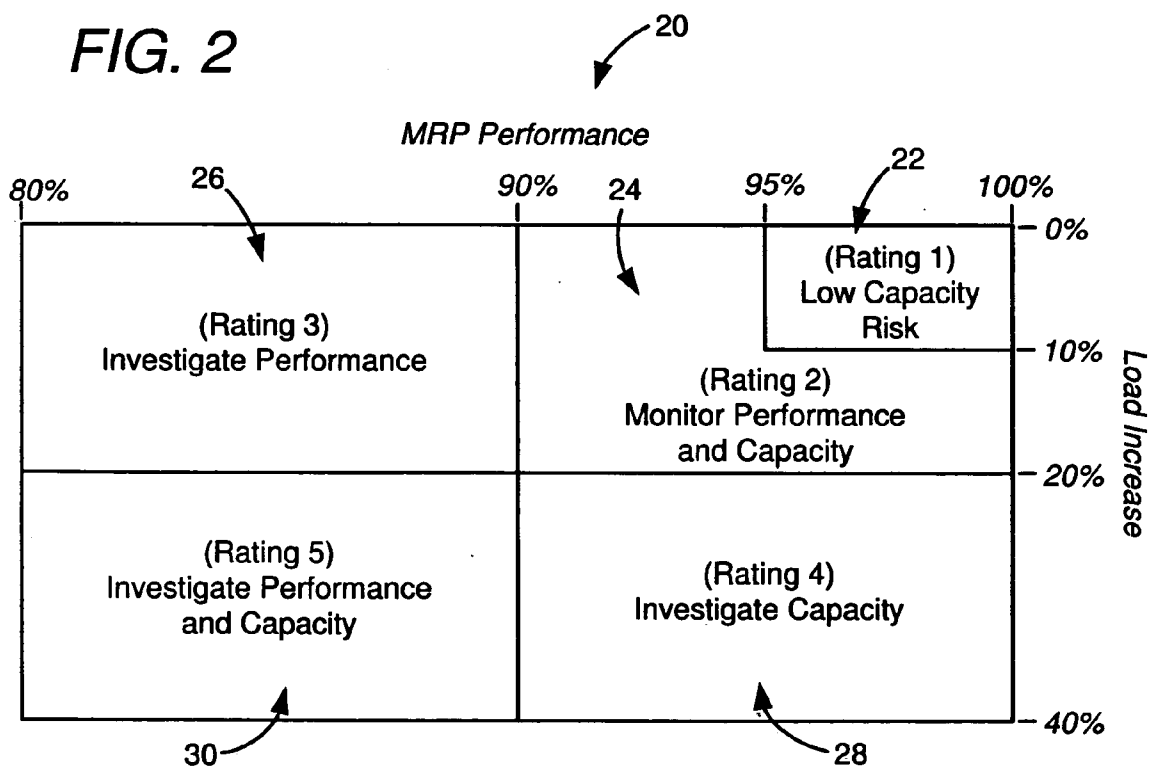 FIG. 2
20
MRP Performance
26
24
22
80%
90%
95%
100%
0%
(Rating 1)
Low Capacity
Risk
(Rating 3)
Investigate Performance
10%
(Rating 2)
Monitor Performance
and Capacity
Load Increase
20%
(Rating 5)
Investigate Performance
and Capacity
(Rating 4)
Investigate Capacity
40%
30
28